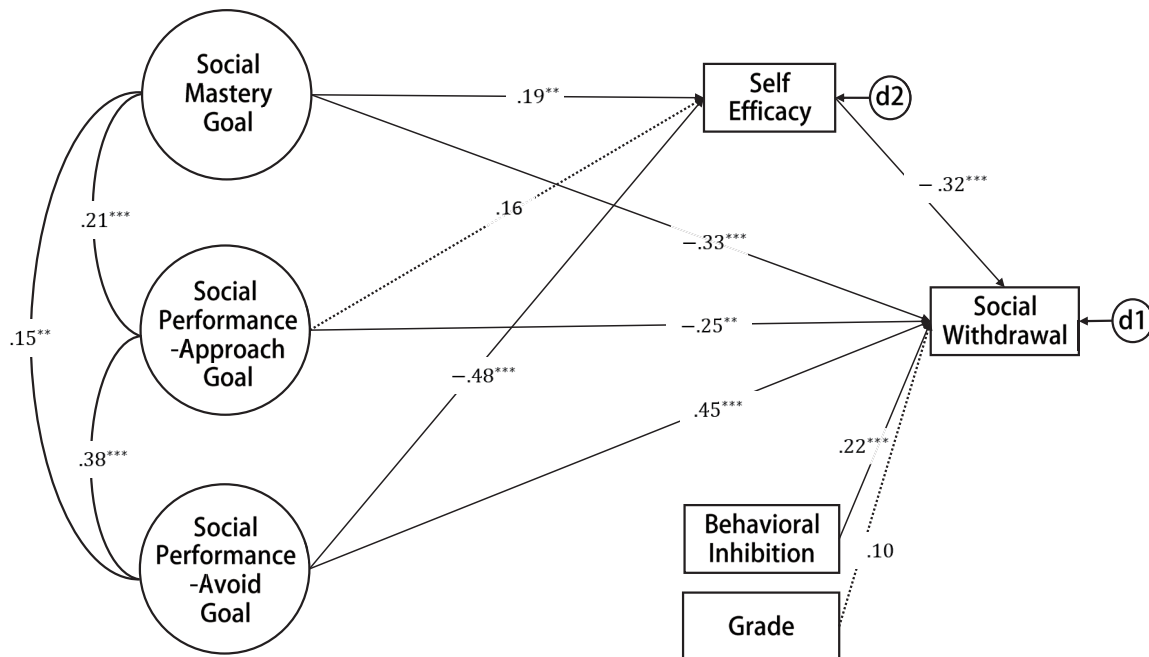 Social
Mastery
Goal
Self
Efficacy
d2
.19**
− .32***
.16
.21***
−.33***
Social
Performance
-Approach
Goal
Social
Withdrawal
d1
.15**
−.25**
−.48***
.45***
.38***
.22***
Social
Performance
-Avoid
Goal
Behavioral
Inhibition
.10
Grade